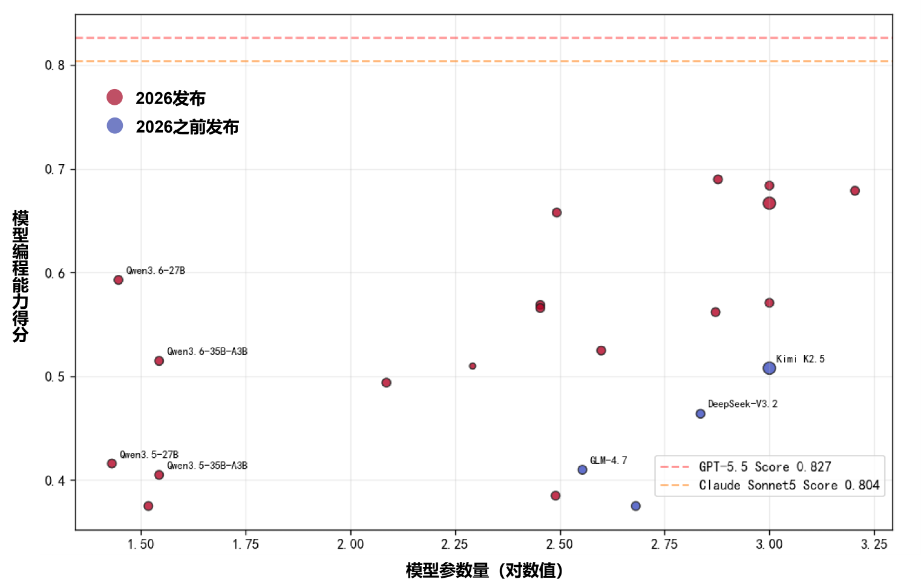 2026发布
2026之前发布
0.8
0.7
0.6
0.5
0.4
模型编程能力得分
Qwen3.6-27B
Qwen3.6-35B-A3B
Qwen3.5-27B
Qwen3.5-35B-A3B
Kimi K2.5
DeepSeek-V3.2
GLM-4.7
GPT-5.5 Score 0.827
Claude Sonnet5 Score 0.804
1.50 1.75 2.00 2.25 2.50 2.75 3.00 3.25
模型参数量（对数值）